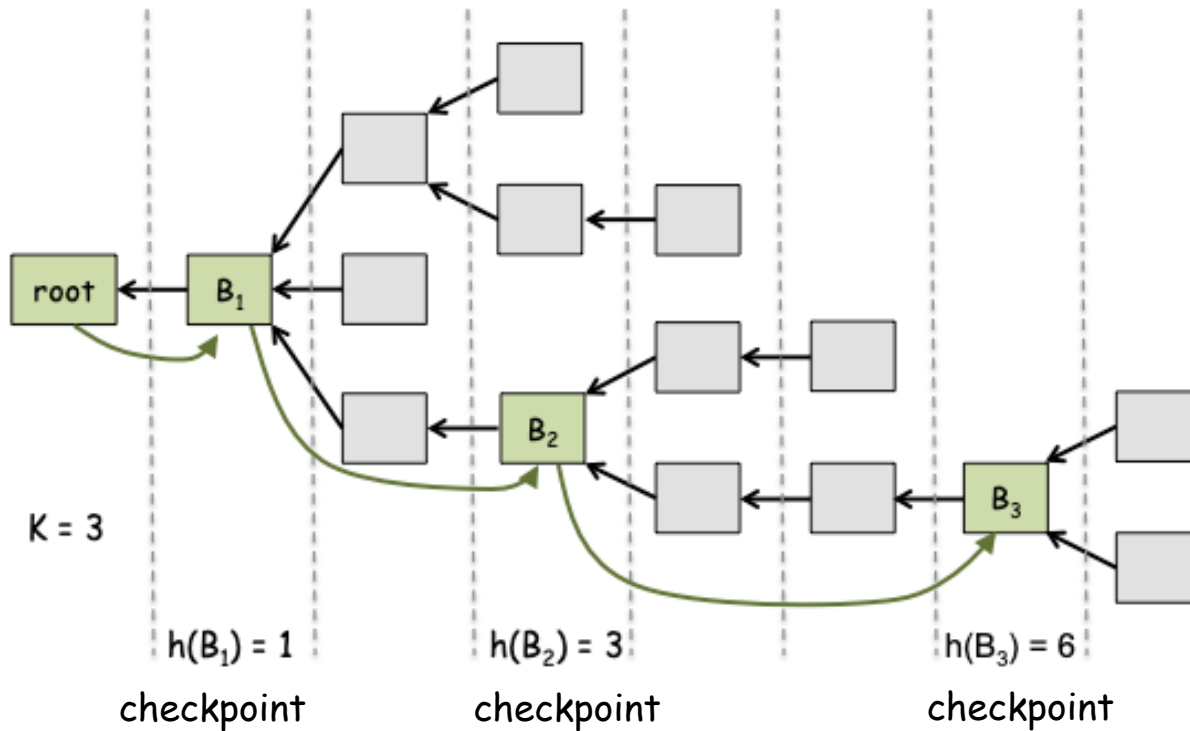 root
B₁
B₂
B₃
K = 3
h(B₁) = 1
h(B₂) = 3
h(B₃) = 6
checkpoint
checkpoint
checkpoint